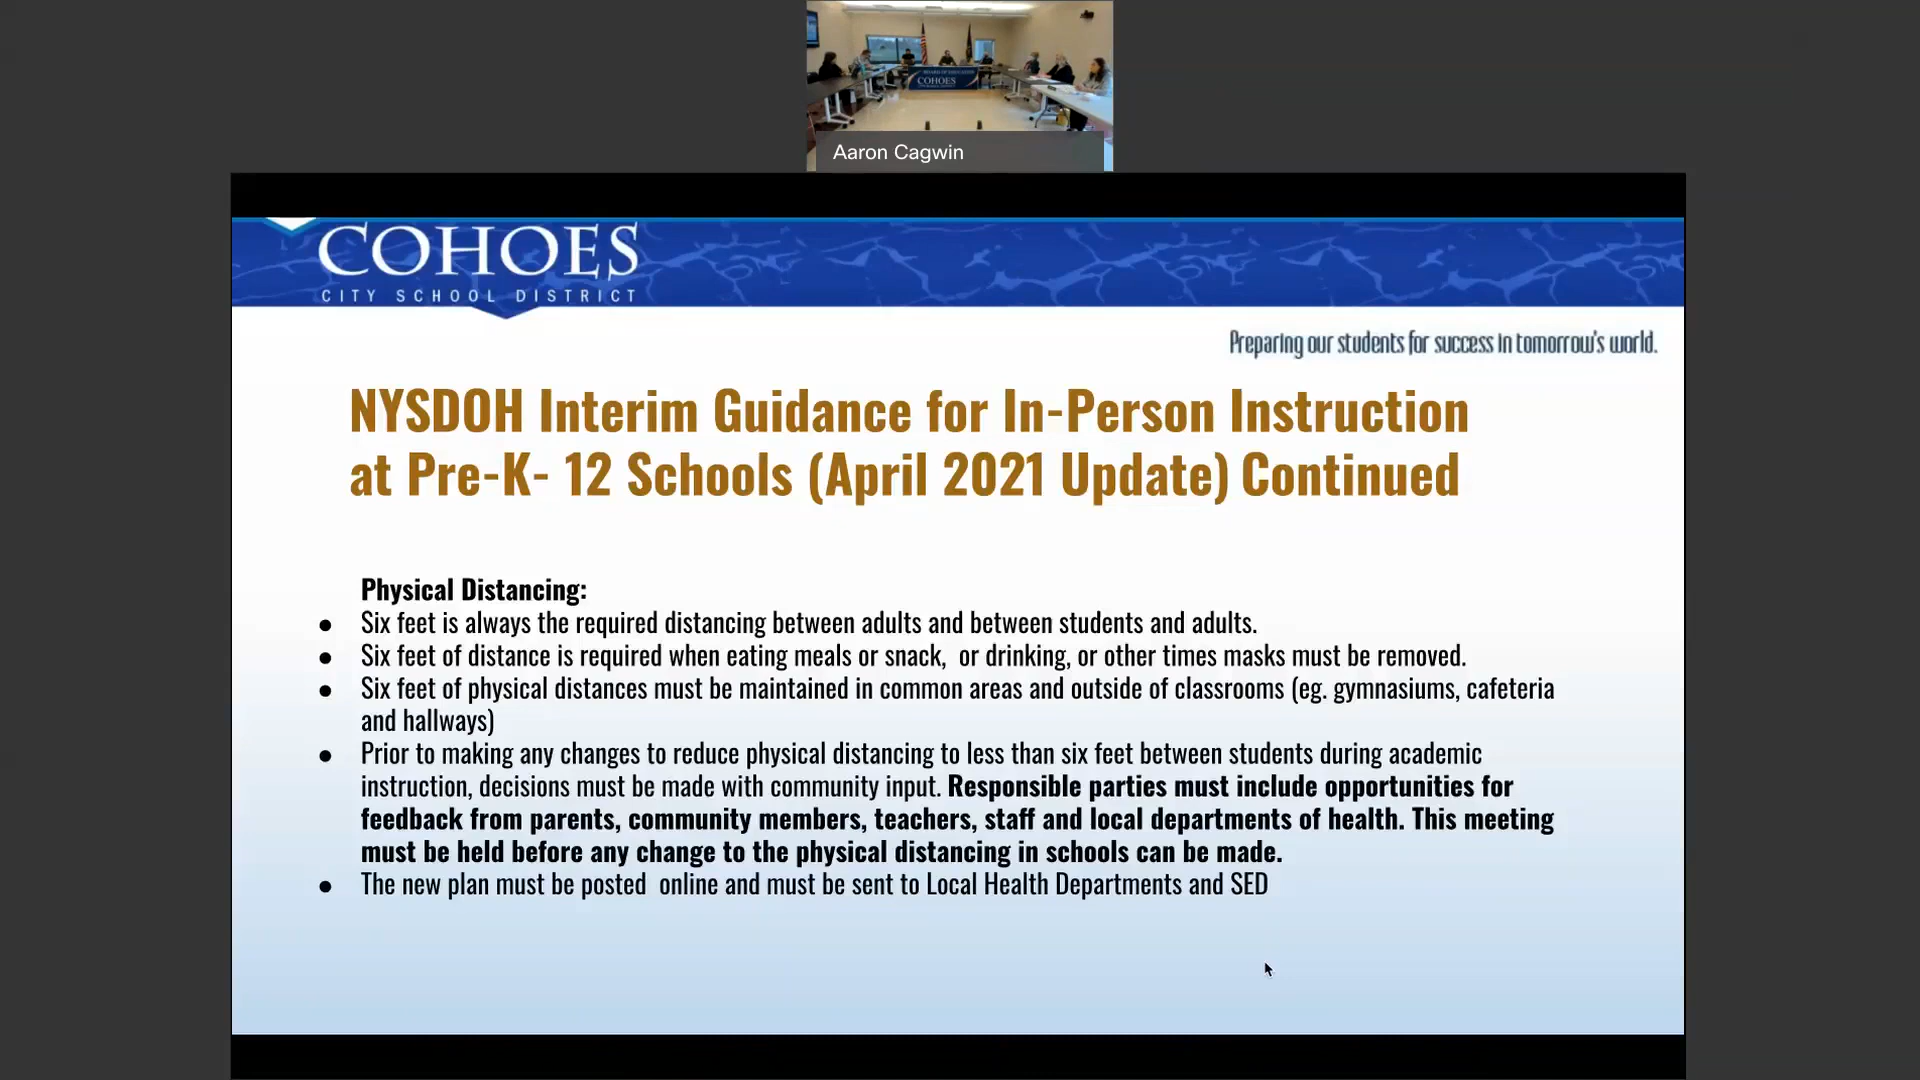 BOARD OF EDUCATION
COHOES
Aaron Cagwin
COHOES
CITY SCHOOL DISTRICT
Preparing our students for success in tomorrow's world.
NYSDOH Interim Guidance for In-Person Instruction
at Pre-K- 12 Schools (April 2021 Update) Continued
Physical Distancing:
● Six feet is always the required distancing between adults and between students and adults.
● Six feet of distance is required when eating meals or snack,  or drinking, or other times masks must be removed.
● Six feet of physical distances must be maintained in common areas and outside of classrooms (eg. gymnasiums, cafeteria
and hallways)
● Prior to making any changes to reduce physical distancing to less than six feet between students during academic
instruction, decisions must be made with community input. Responsible parties must include opportunities for
feedback from parents, community members, teachers, staff and local departments of health. This meeting
must be held before any change to the physical distancing in schools can be made.
● The new plan must be posted  online and must be sent to Local Health Departments and SED